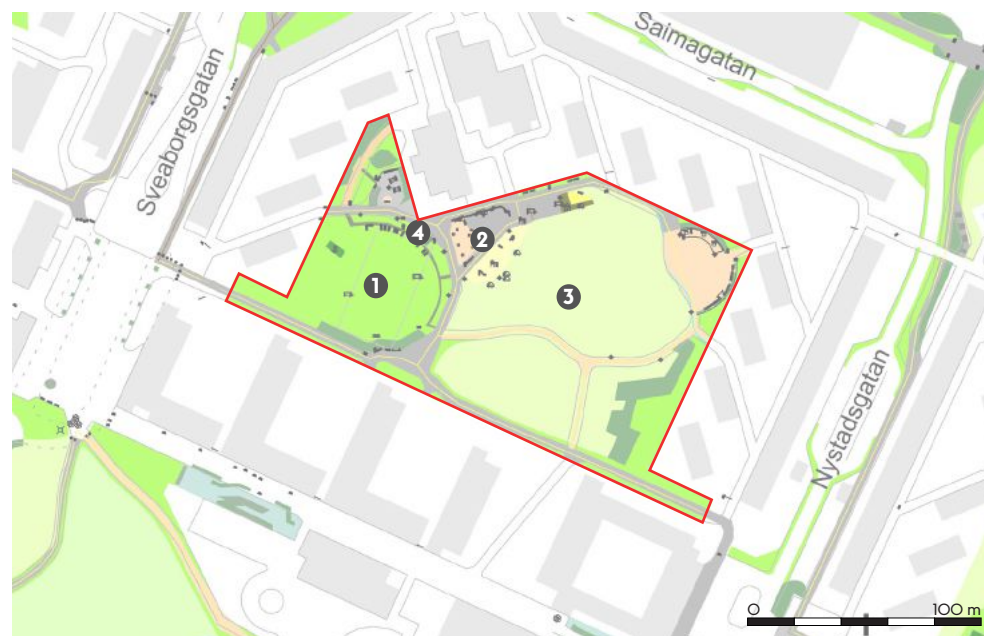 Saimagatan
Sveaborgsgatan
4
2
1
3
Nystadsgatan
0 100 m